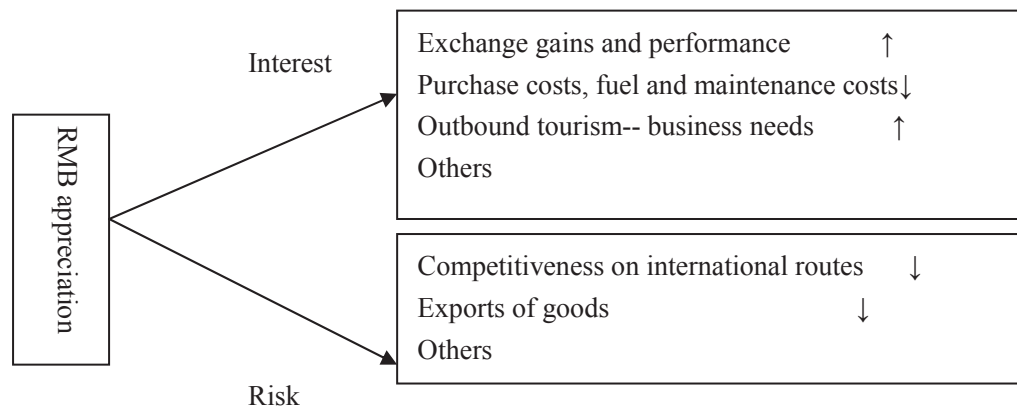 RMB appreciation
Interest
Exchange gains and performance ↑
Purchase costs, fuel and maintenance costs↓
Outbound tourism-- business needs ↑
Others
Competitiveness on international routes ↓
Exports of goods ↓
Others
Risk